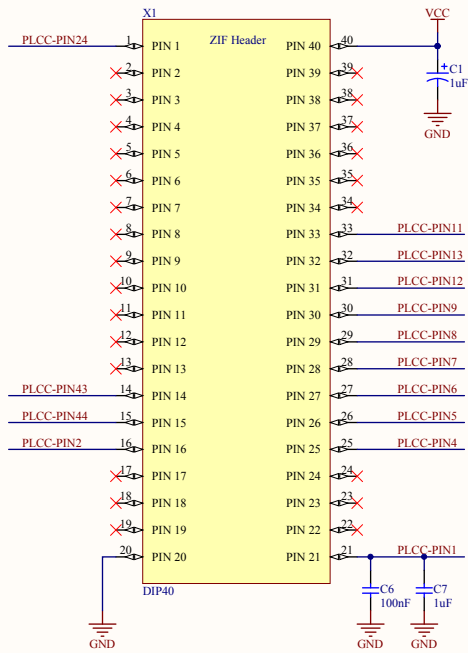 X1
VCC
PLCC-PIN24 1 PIN 1 ZIF Header PIN 40 40
2 PIN 2 PIN 39 39
C1
1uF
3 PIN 3 PIN 38 38
4 PIN 4 PIN 37 37
GND
5 PIN 5 PIN 36 36
6 PIN 6 PIN 35 35
7 PIN 7 PIN 34 34
8 PIN 8 PIN 33 33 PLCC-PIN11
9 PIN 9 PIN 32 32 PLCC-PIN13
10 PIN 10 PIN 31 31 PLCC-PIN12
11 PIN 11 PIN 30 30 PLCC-PIN9
12 PIN 12 PIN 29 29 PLCC-PIN8
13 PIN 13 PIN 28 28 PLCC-PIN7
PLCC-PIN43 14 PIN 14 PIN 27 27 PLCC-PIN6
PLCC-PIN44 15 PIN 15 PIN 26 26 PLCC-PIN5
PLCC-PIN2 16 PIN 16 PIN 25 25 PLCC-PIN4
17 PIN 17 PIN 24 24
18 PIN 18 PIN 23 23
19 PIN 19 PIN 22 22
20 PIN 20 PIN 21 21 PLCC-PIN1
DIP40
C6
100nF
C7
1uF
GND GND GND